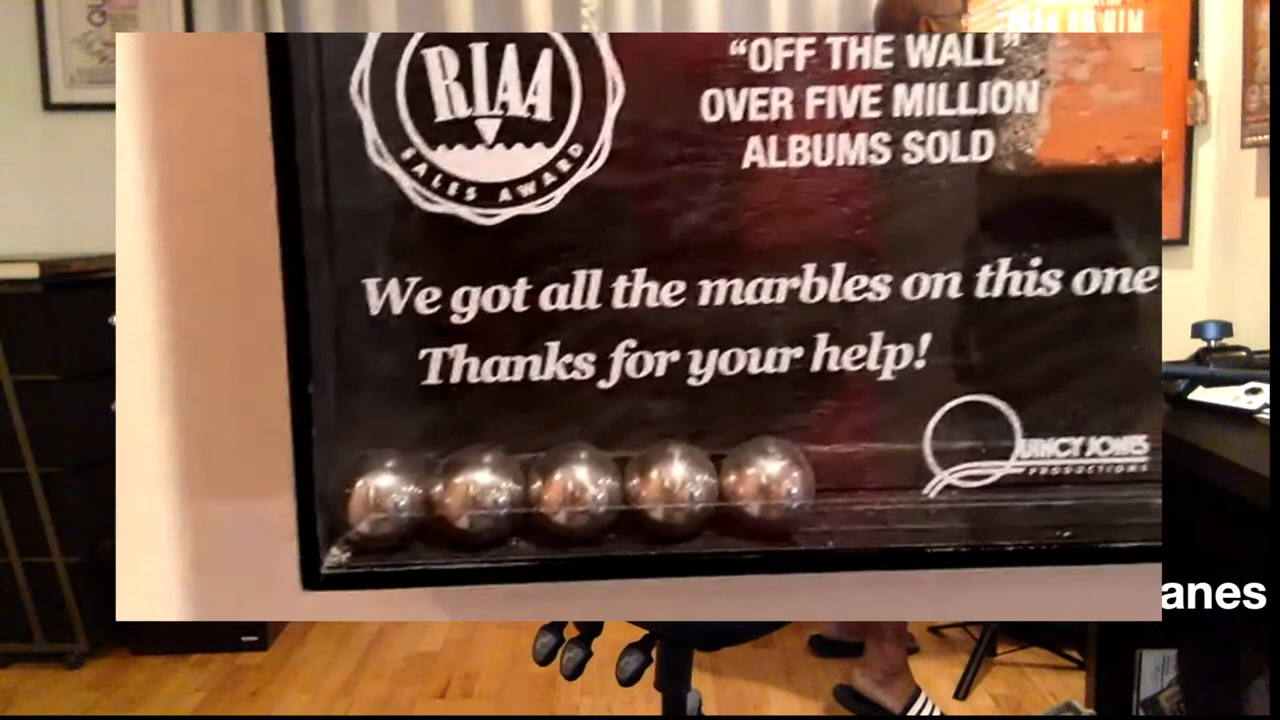 RIAA
SALES AWARD
“OFF THE WALL”
OVER FIVE MILLION
ALBUMS SOLD
We got all the marbles on this one
Thanks for your help!
QUINCY JONES
PRODUCTIONS
anes